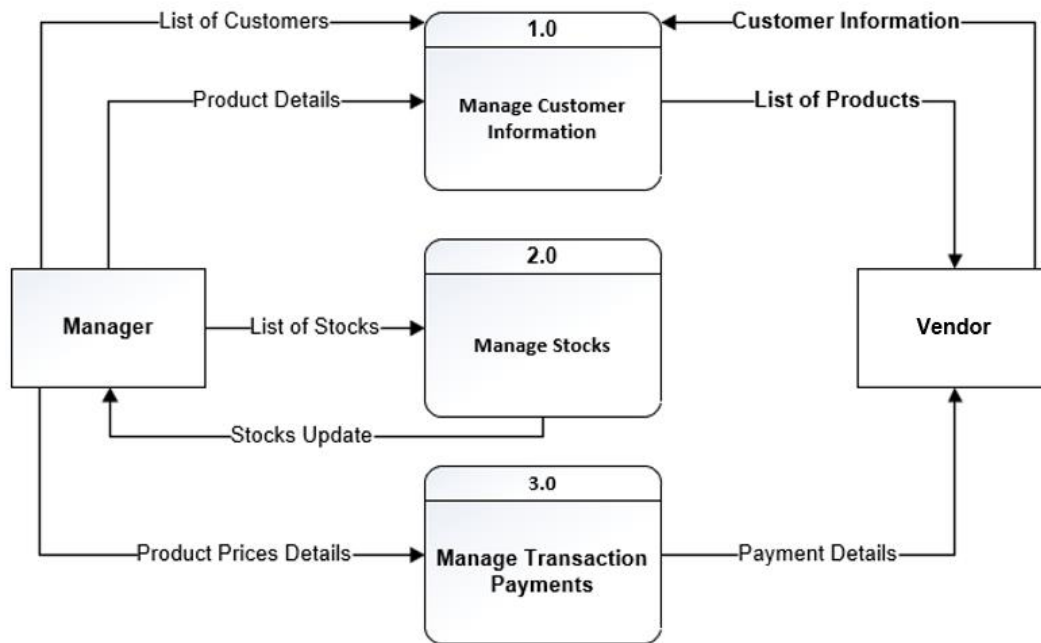 List of Customers
1.0
Customer Information
Product Details
Manage Customer
Information
List of Products
2.0
Manager
List of Stocks
Manage Stocks
Vendor
Stocks Update
3.0
Product Prices Details
Manage Transaction
Payments
Payment Details